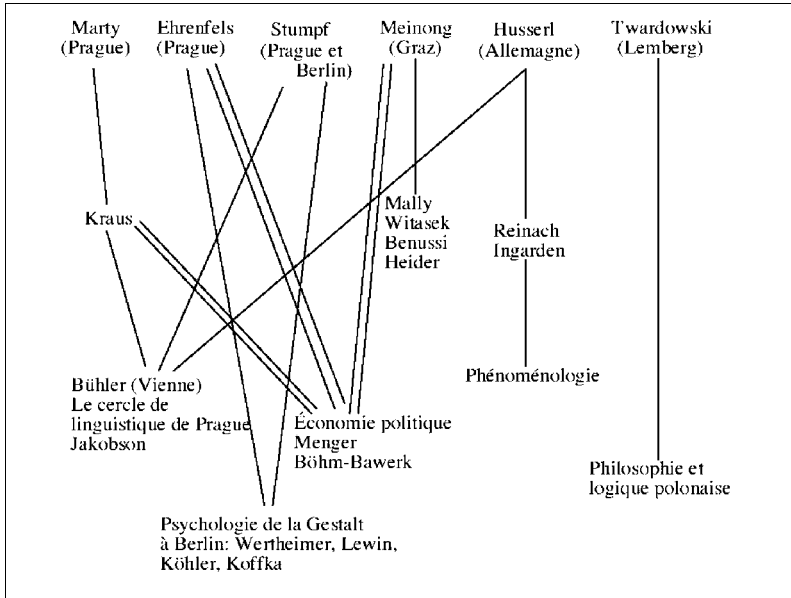 Marty
(Prague)
Ehrenfels
(Prague)
Stumpf
(Prague et
Berlin)
Meinong
(Graz)
Husserl
(Allemagne)
Twardowski
(Lemberg)
Kraus
Mally
Witasek
Benussi
Heider
Reinach
Ingarden
Bühler (Vienne)
Le cercle de
linguistique de Prague
Jakobson
Économie politique
Menger
Böhm-Bawerk
Phénoménologie
Philosophie et
logique polonaise
Psychologie de la Gestalt
à Berlin: Wertheimer, Lewin,
Köhler, Koffka